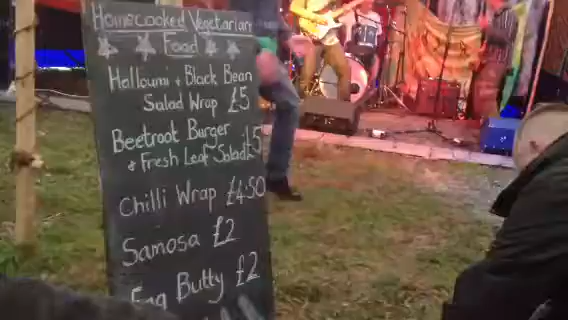 Homecooked Vegetarian
Food
Halloumi + Black Bean
Salad Wrap £5
Beetroot Burger
+ Fresh Leaf Salad £5
Chilli Wrap £4.50
Samosa £2
Egg Butty £2